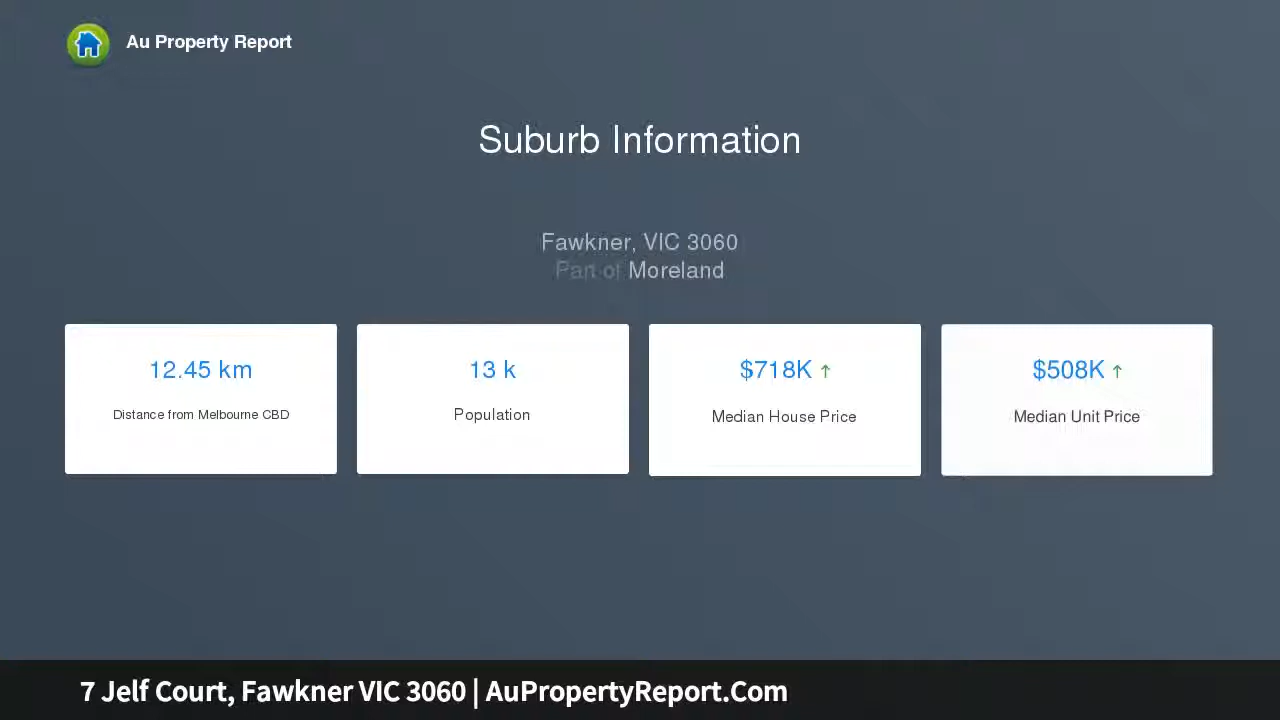 Au Property Report
Suburb Information
Fawkner, VIC 3060
Part of Moreland
12.45 km
Distance from Melbourne CBD
13 k
Population
$718K ↑
Median House Price
$508K ↑
Median Unit Price
7 Jelf Court, Fawkner VIC 3060 | AuPropertyReport.Com